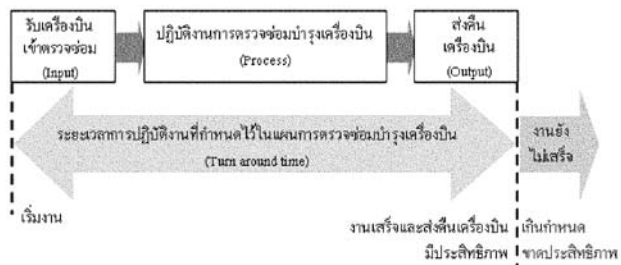 รับเครื่องบิน
เข้าตรวจซ่อม
(Input)
ปฏิบัติงานการตรวจซ่อมบำรุงเครื่องบิน
(Process)
ส่งคืน
เครื่องบิน
(Output)
ระยะเวลาการปฏิบัติงานที่กำหนดไว้ในแผนการตรวจซ่อมบำรุงเครื่องบิน
(Turn around time)
งานยัง
ไม่เสร็จ
เริ่มงาน
งานเสร็จและส่งคืนเครื่องบิน
มีประสิทธิภาพ
เกินกำหนด
ขาดประสิทธิภาพ